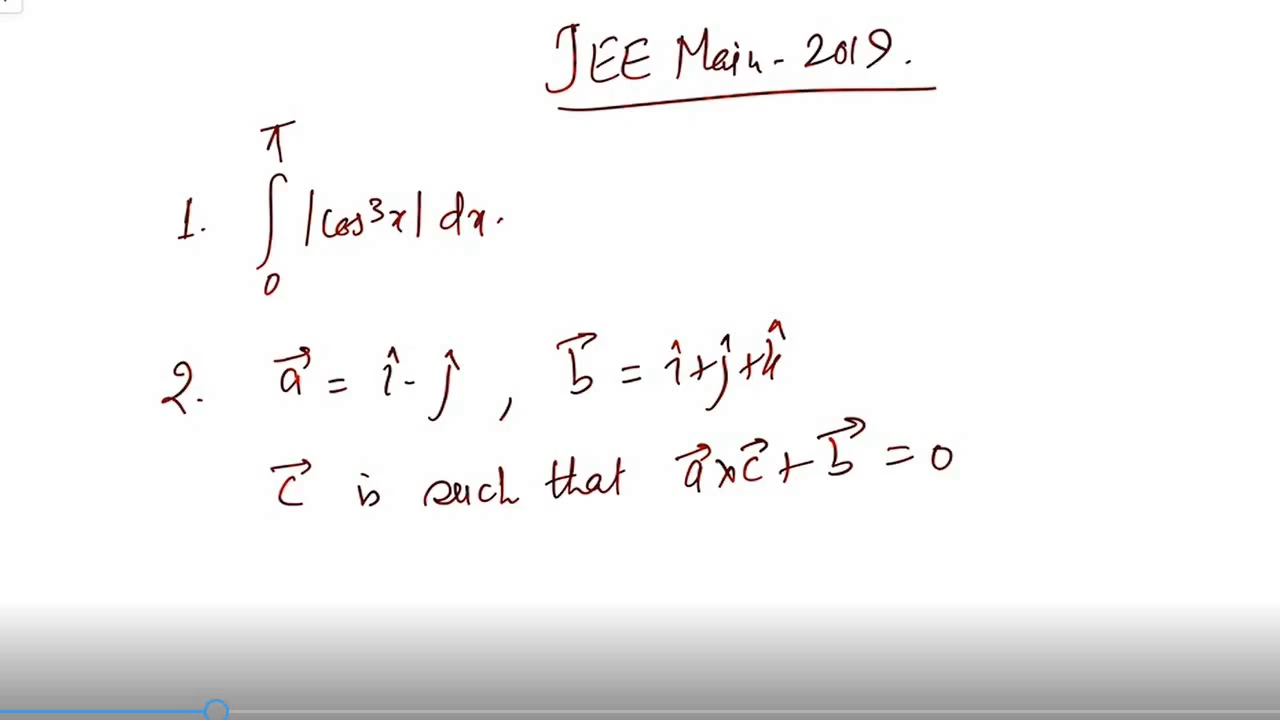 JEE Main - 2019.
π
1. ∫ |cos³x| dx.
0
2. a⃗ = î - ĵ , b⃗ = î + ĵ + k̂
c⃗ is such that a⃗ × c⃗ + b⃗ = 0